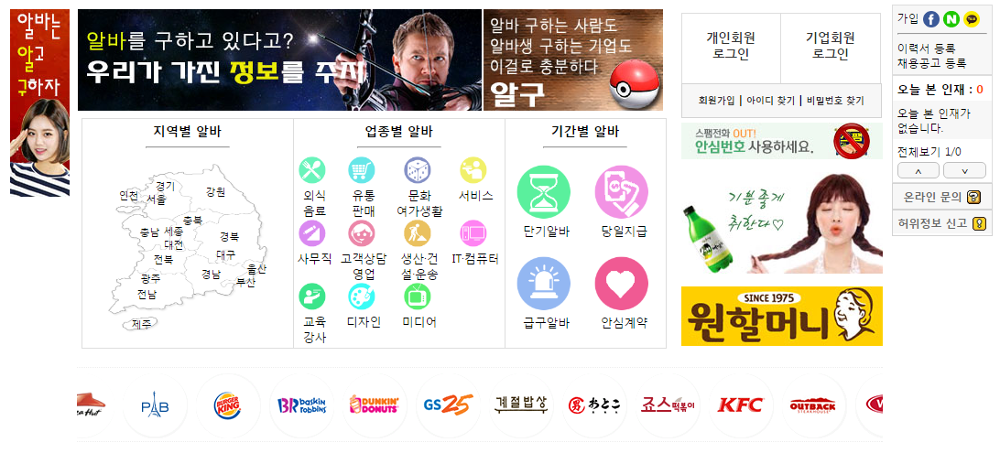 알바는
알고
구하자
알바를 구하고 있다고?
우리가 가진 정보를 주지
알바 구하는 사람도
알바생 구하는 기업도
이걸로 충분하다
알구
개인회원
로그인
기업회원
로그인
회원가입 | 아이디 찾기 | 비밀번호 찾기
스팸전화 OUT!
안심번호 사용하세요.
기분 좋게
취한다♡
SINCE 1975
원할머니
가입
이력서 등록
채용공고 등록
오늘 본 인재 : 0
오늘 본 인재가
없습니다.
전체보기 1/0
온라인 문의
허위정보 신고
지역별 알바
경기
인천
서울
강원
충북
충남
세종
대전
경북
전북
대구
울산
경남
부산
광주
전남
제주
업종별 알바
외식
음료
유통
판매
문화
여가생활
서비스
사무직
고객상담
영업
생산·건
설·운송
IT·컴퓨터
교육
강사
디자인
미디어
기간별 알바
단기알바
당일지급
급구알바
안심계약
za Hut
PAB
BURGER
KING
BR baskin
robbins
DUNKIN'
DONUTS
GS25
계절밥상
男 おとこ
죠스떡볶이
KFC
OUTBACK
STEAKHOUSE
V